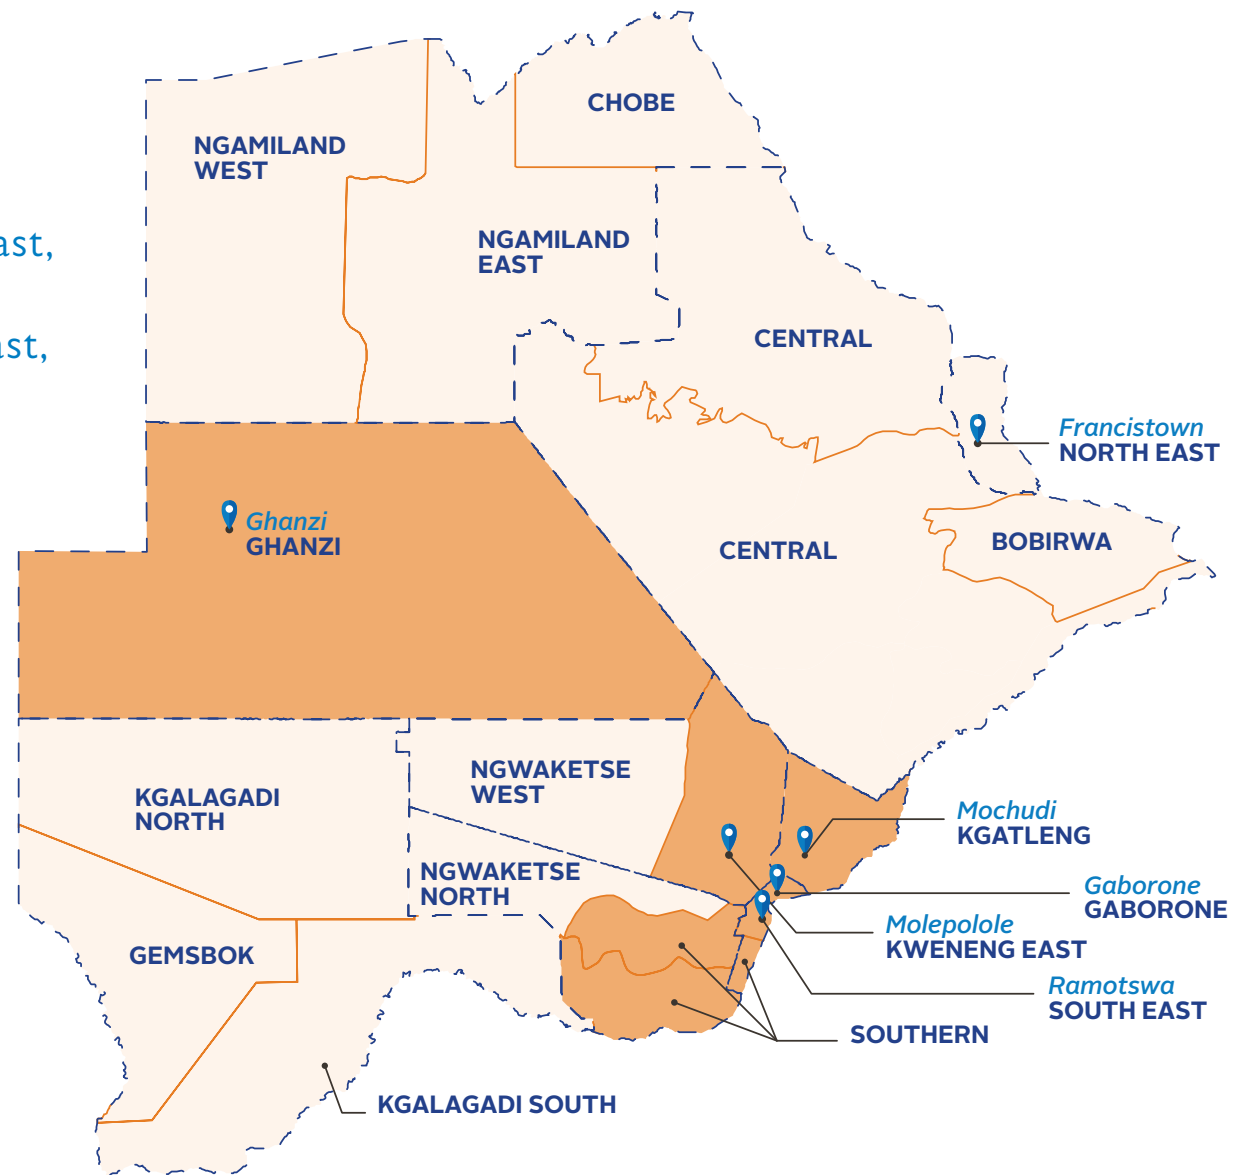 CHOBE
NGAMILAND
WEST
ast,
NGAMILAND
EAST
ast,
CENTRAL
Francistown
NORTH EAST
Ghanzi
GHANZI
CENTRAL
BOBIRWA
NGWAKETSE
WEST
KGALAGADI
NORTH
Mochudi
KGATLENG
NGWAKETSE
NORTH
Gaborone
GABORONE
Molepolole
KWENENG EAST
GEMSBOK
Ramotswa
SOUTH EAST
SOUTHERN
KGALAGADI SOUTH